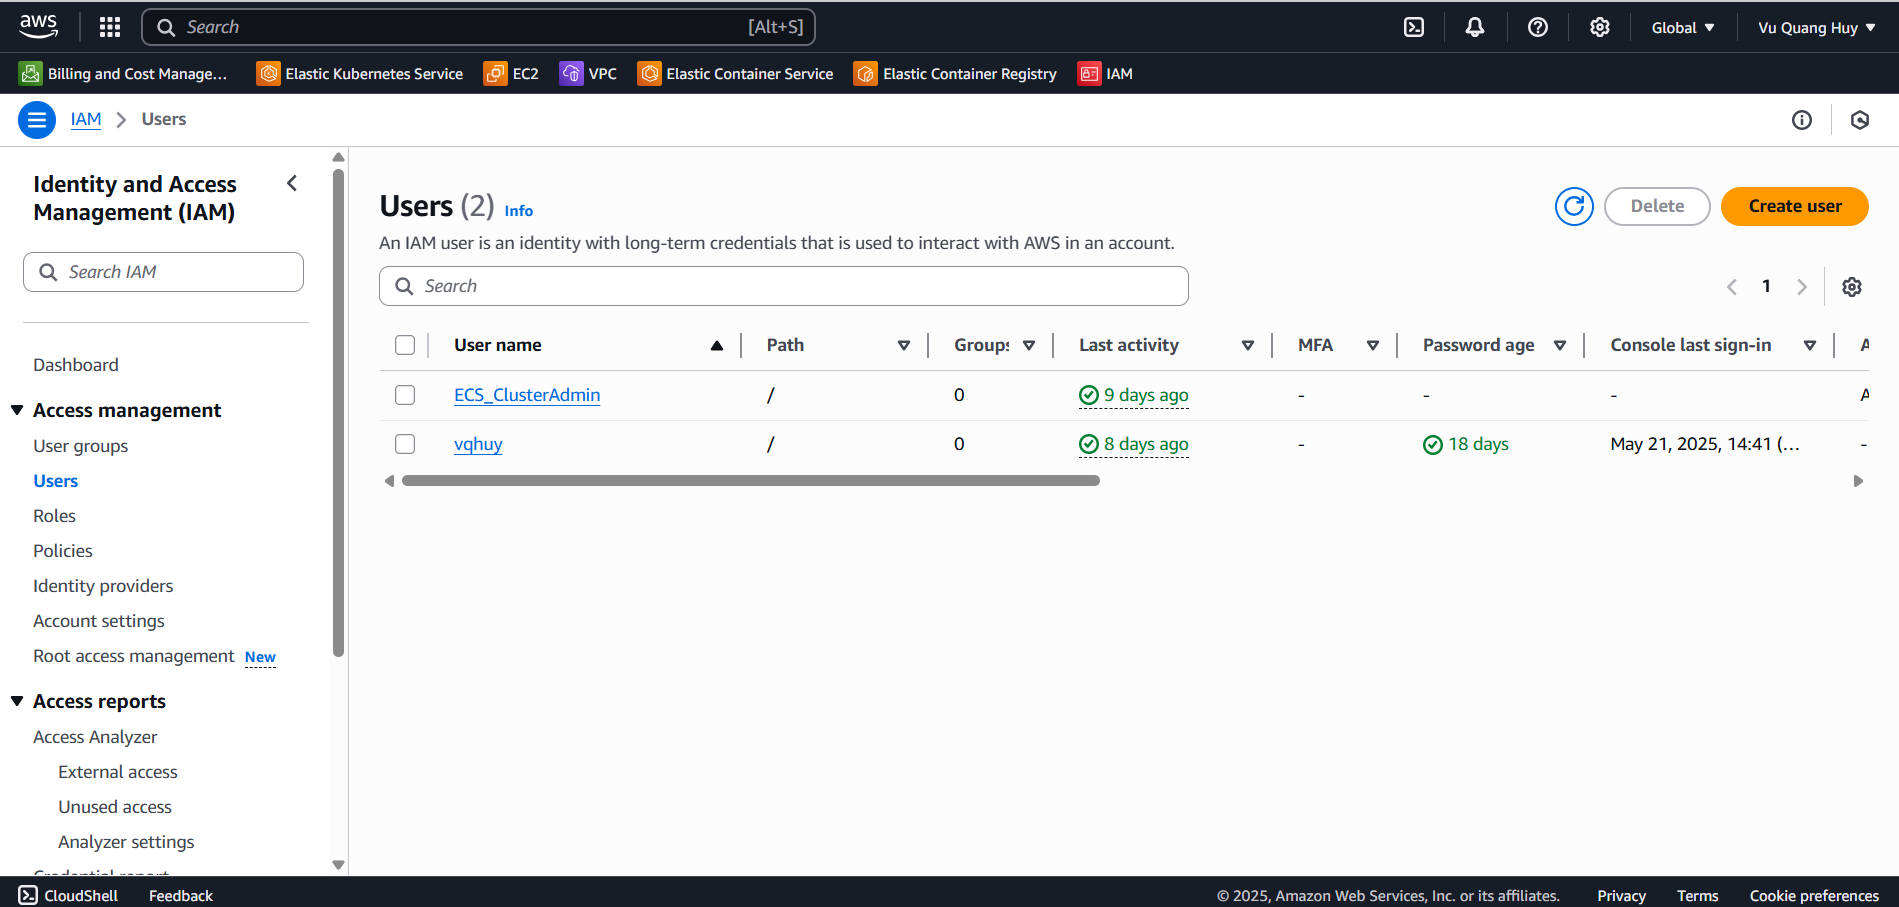 aws
Search [Alt+S]
Global
Vu Quang Huy
Billing and Cost Manage...
Elastic Kubernetes Service
EC2
VPC
Elastic Container Service
Elastic Container Registry
IAM
IAM > Users
Identity and Access
Management (IAM)
Search IAM
Dashboard
Access management
User groups
Users
Roles
Policies
Identity providers
Account settings
Root access management New
Access reports
Access Analyzer
External access
Unused access
Analyzer settings
Credential report
Users (2) Info
Delete
Create user
An IAM user is an identity with long-term credentials that is used to interact with AWS in an account.
Search
1
User name Path Groups Last activity MFA Password age Console last sign-in A
ECS_ClusterAdmin / 0 9 days ago - - - A
vqhuy / 0 8 days ago - 18 days May 21, 2025, 14:41 (... -
CloudShell Feedback © 2025, Amazon Web Services, Inc. or its affiliates. Privacy Terms Cookie preferences